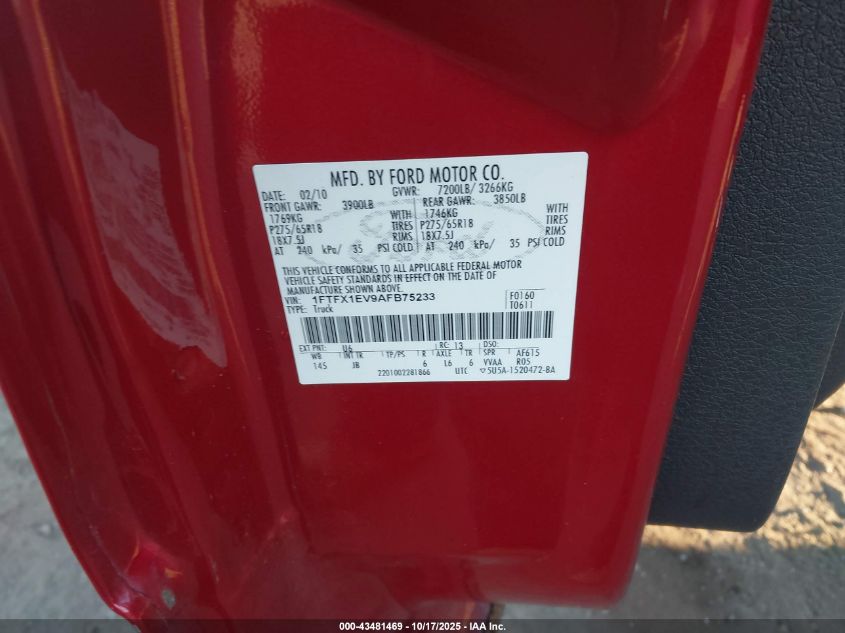 MFD. BY FORD MOTOR CO.
DATE: 02/10 GVWR: 7200LB/ 3266KG
FRONT GAWR: 3900LB REAR GAWR: 3850LB
1769KG WITH 1746KG WITH
P275/65R18 TIRES P275/65R18 TIRES
18X7.5J RIMS 18X7.5J RIMS
AT 240 kPa/ 35 PSI COLD AT 240 kPa/ 35 PSI COLD
THIS VEHICLE CONFORMS TO ALL APPLICABLE FEDERAL MOTOR
VEHICLE SAFETY STANDARDS IN EFFECT ON THE DATE OF
MANUFACTURE SHOWN ABOVE.
VIN: 1FTFX1EV9AFB75233 F0160
TYPE: Truck T0611
EXT PNT: U6 RC: 13 DSO:
WB INT TR TP/PS R AXLE TR SPR AF615
145 JB 6 L6 6 VVAA R05
2201002281866 UTC ▽5U5A-1520472-BA
000-43481469 - 10/17/2025 - IAA Inc.